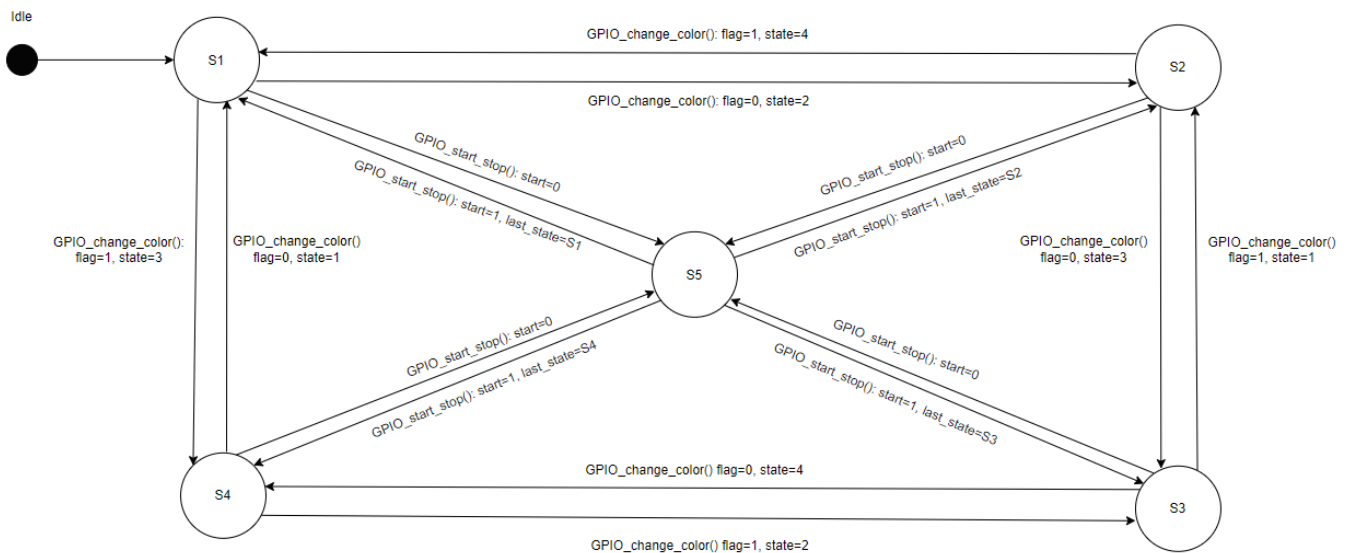 Idle
S1
GPIO_change_color(): flag=1, state=4
S2
GPIO_change_color(): flag=0, state=2
GPIO_start_stop(): start=0
GPIO_start_stop(): start=1, last_state=S1
GPIO_start_stop(): start=0
GPIO_start_stop(): start=1, last_state=S2
GPIO_change_color():
flag=1, state=3
GPIO_change_color()
flag=0, state=1
S5
GPIO_change_color()
flag=0, state=3
GPIO_change_color()
flag=1, state=1
GPIO_start_stop(): start=0
GPIO_start_stop(): start=1, last_state=S4
GPIO_start_stop(): start=0
GPIO_start_stop(): start=1, last_state=S3
S4
GPIO_change_color() flag=0, state=4
S3
GPIO_change_color() flag=1, state=2